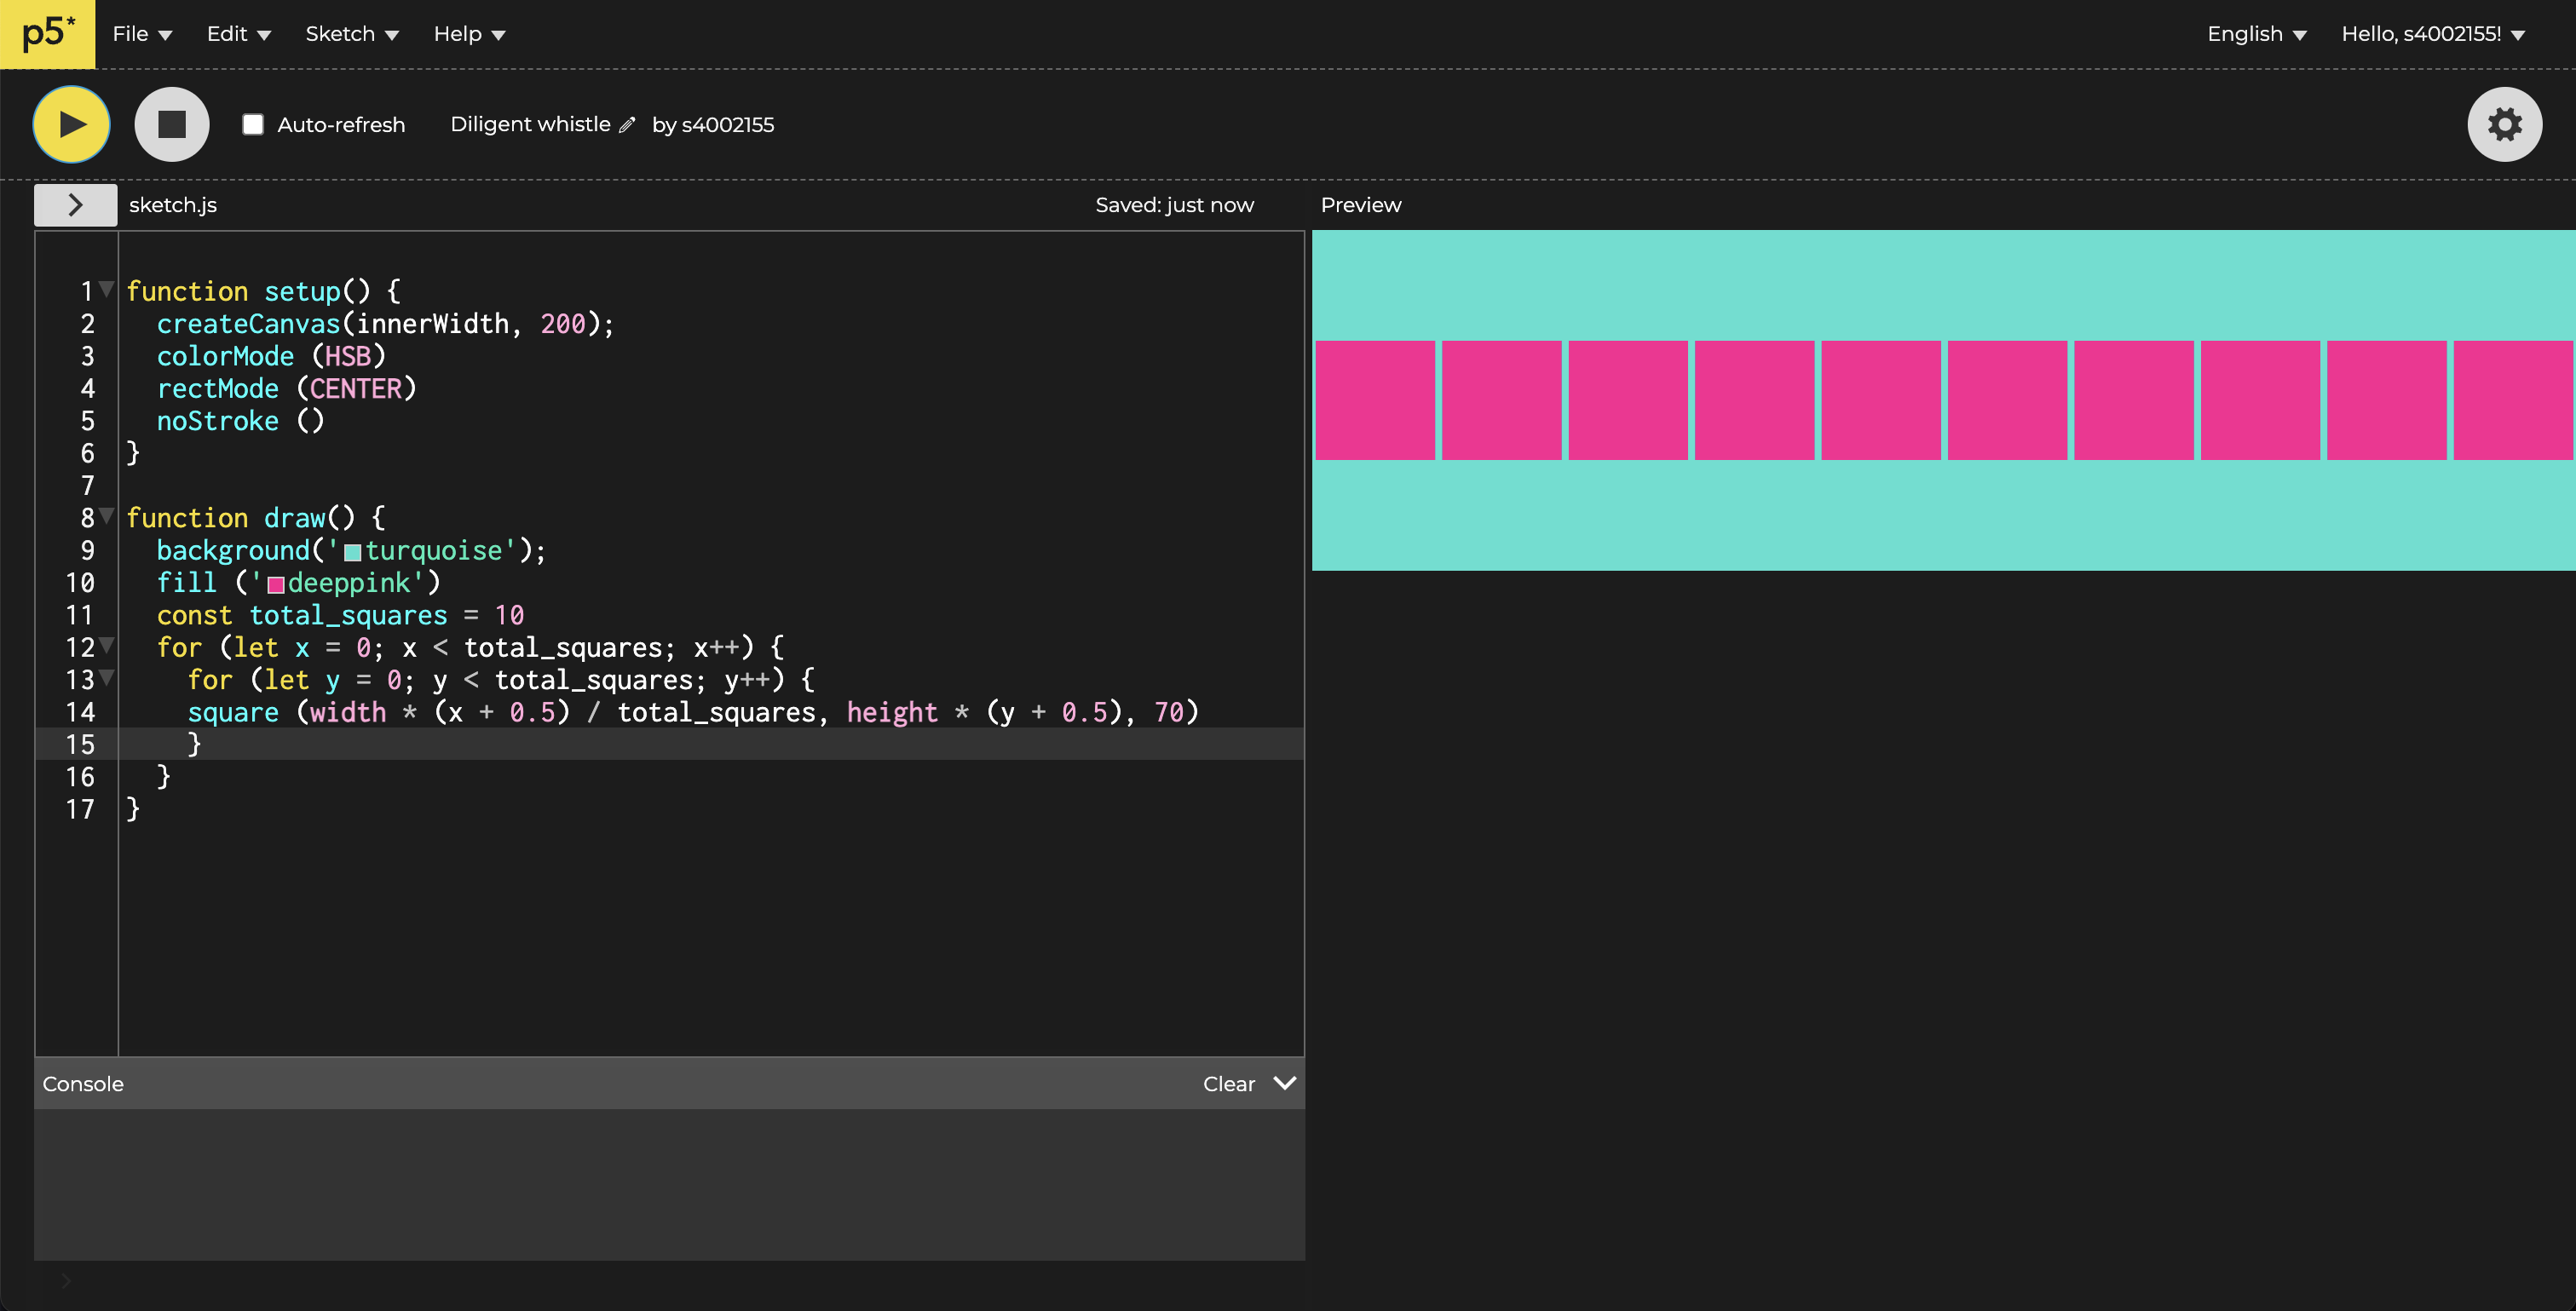 p5* File Edit Sketch Help English Hello, s4002155!
Auto-refresh Diligent whistle by s4002155
sketch.js Saved: just now Preview
1 function setup() {
2 createCanvas(innerWidth, 200);
3 colorMode (HSB)
4 rectMode (CENTER)
5 noStroke ()
6 }
7
8 function draw() {
9 background('turquoise');
10 fill ('deeppink')
11 const total_squares = 10
12 for (let x = 0; x < total_squares; x++) {
13 for (let y = 0; y < total_squares; y++) {
14 square (width * (x + 0.5) / total_squares, height * (y + 0.5), 70)
15 }
16 }
17 }
Console Clear